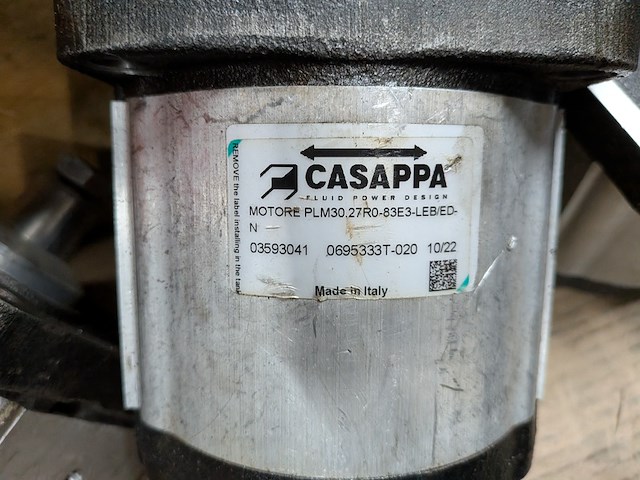 CASAPPA
FLUID POWER DESIGN
MOTORE PLM30.27R0-83E3-LEB/ED-
N
03593041 0695333T-020 10/22
Made in Italy
REMOVE the label installing in the